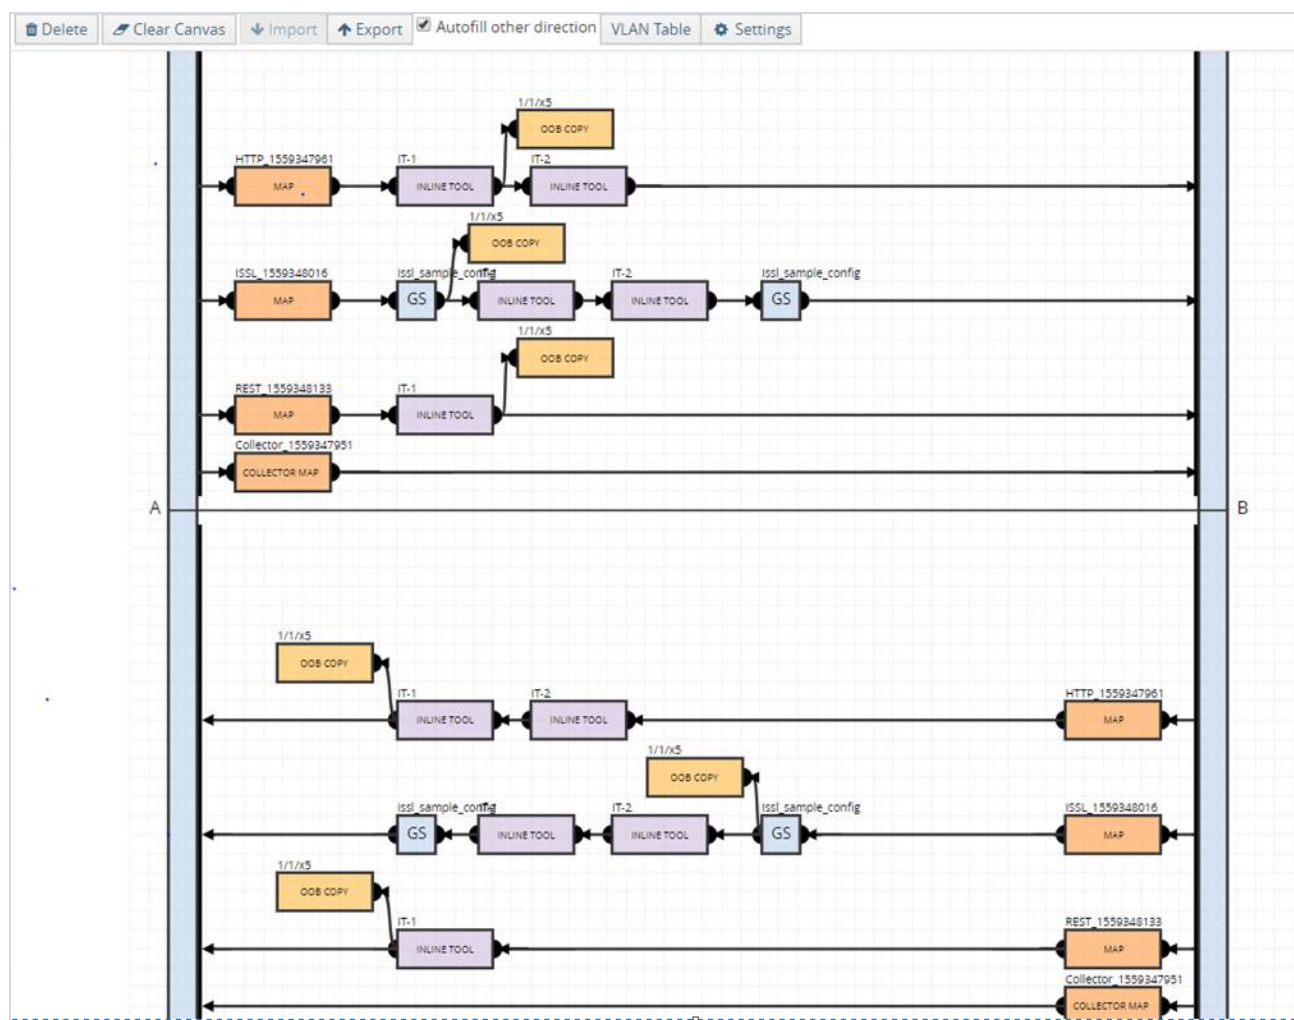 Delete Clear Canvas Import Export Autofill other direction VLAN Table Settings
1/1/x5
OOB COPY
HTTP_1559347961 IT-1 IT-2
MAP INLINE TOOL INLINE TOOL
1/1/x5
OOB COPY
ISSL_1559348016 Issl_sample_config IT-2 Issl_sample_config
MAP GS INLINE TOOL INLINE TOOL GS
1/1/x5
OOB COPY
REST_1559348133 IT-1
MAP INLINE TOOL
Collector_1559347951
COLLECTOR MAP
A B
1/1/x5
OOB COPY
IT-1 IT-2 HTTP_1559347961
INLINE TOOL INLINE TOOL MAP
1/1/x5
OOB COPY
Issl_sample_config IT-2 Issl_sample_config ISSL_1559348016
GS INLINE TOOL INLINE TOOL GS MAP
1/1/x5
OOB COPY
IT-1 REST_1559348133
INLINE TOOL MAP
Collector_1559347951
COLLECTOR MAP